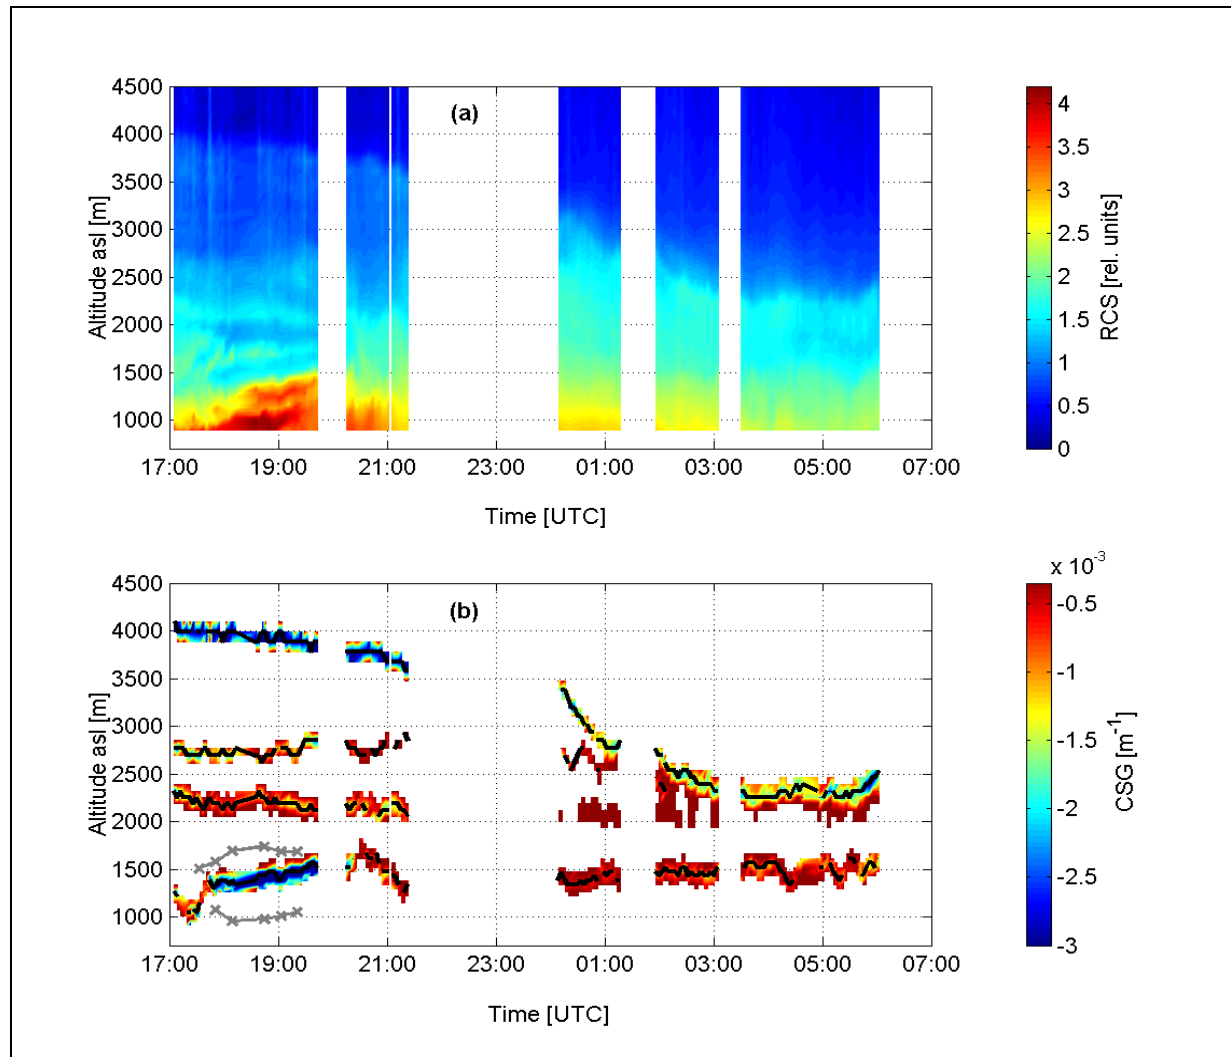 (a)
Altitude asl [m]
4500
4000
3500
3000
2500
2000
1500
1000
17:00 19:00 21:00 23:00 01:00 03:00 05:00 07:00
Time [UTC]
4
3.5
3
2.5
2
1.5
1
0.5
0
RCS [rel. units]
(b)
Altitude asl [m]
4500
4000
3500
3000
2500
2000
1500
1000
17:00 19:00 21:00 23:00 01:00 03:00 05:00 07:00
Time [UTC]
x 10⁻³
-0.5
-1
-1.5
-2
-2.5
-3
CSG [m⁻¹]